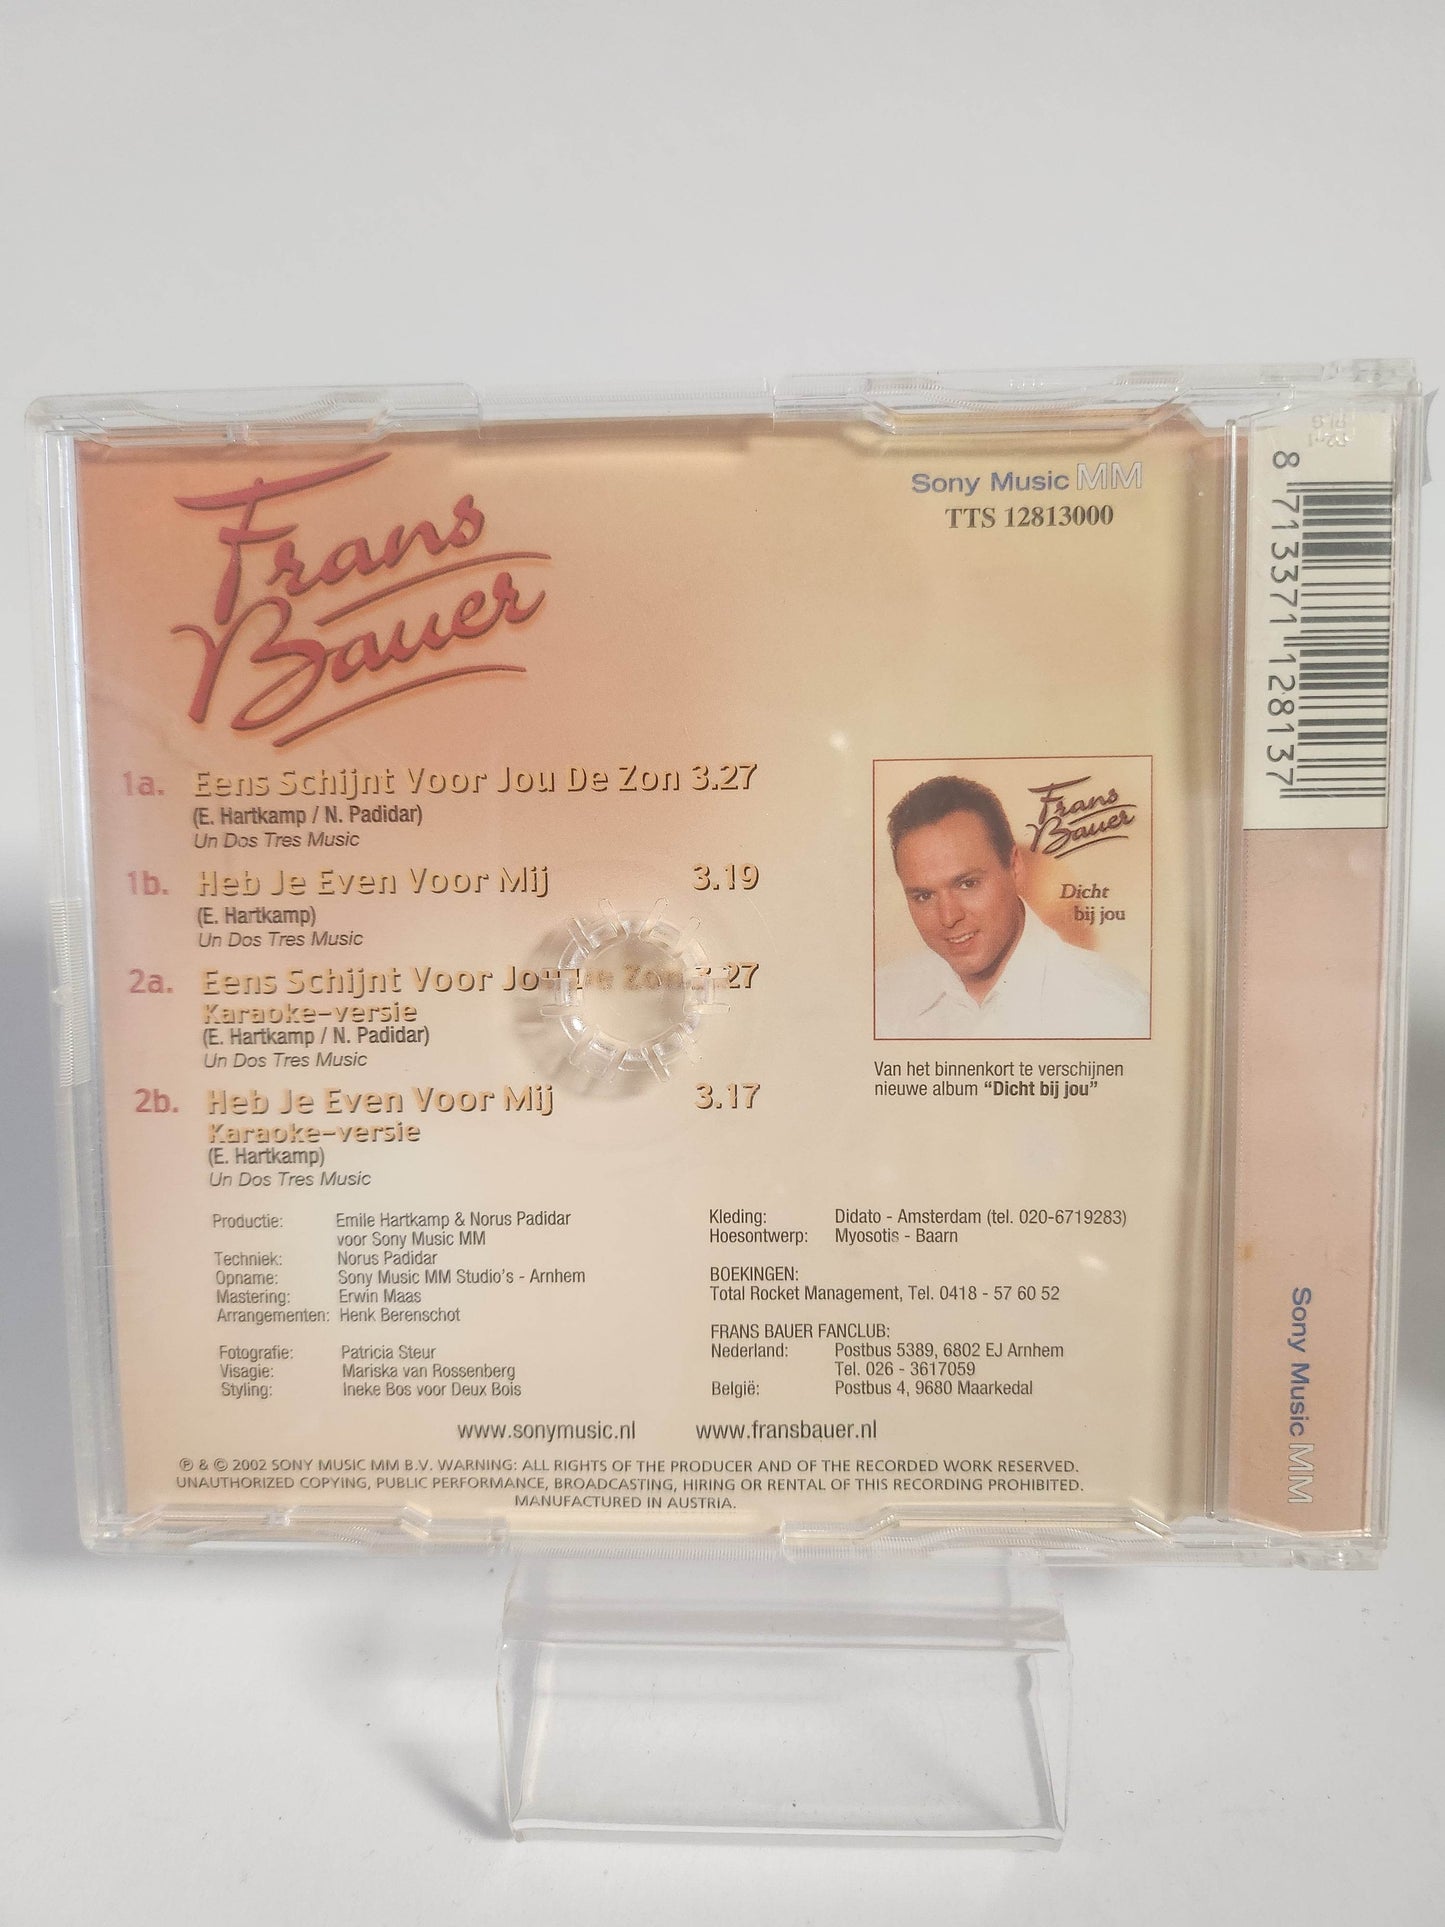 Frans
Bauer
Sony Music MM
TTS 12813000
1a. Eens Schijnt Voor Jou De Zon 3.27
(E. Hartkamp / N. Padidar)
Un Dos Tres Music
1b. Heb Je Even Voor Mij 3.19
(E. Hartkamp)
Un Dos Tres Music
2a. Eens Schijnt Voor Jou De Zon 3.27
Karaoke-versie
(E. Hartkamp / N. Padidar)
Un Dos Tres Music
2b. Heb Je Even Voor Mij 3.17
Karaoke-versie
(E. Hartkamp)
Un Dos Tres Music
Frans
Bauer
Dicht
bij jou
Van het binnenkort te verschijnen
nieuwe album “Dicht bij jou”
Productie: Emile Hartkamp & Norus Padidar
voor Sony Music MM
Techniek: Norus Padidar
Opname: Sony Music MM Studio's - Arnhem
Mastering: Erwin Maas
Arrangementen: Henk Berenschot
Fotografie: Patricia Steur
Visagie: Mariska van Rossenberg
Styling: Ineke Bos voor Deux Bois
Kleding: Didato - Amsterdam (tel. 020-6719283)
Hoesontwerp: Myosotis - Baarn
BOEKINGEN:
Total Rocket Management, Tel. 0418 - 57 60 52
FRANS BAUER FANCLUB:
Nederland: Postbus 5389, 6802 EJ Arnhem
Tel. 026 - 3617059
België: Postbus 4, 9680 Maarkedal
www.sonymusic.nl www.fransbauer.nl
℗ & © 2002 SONY MUSIC MM B.V. WARNING: ALL RIGHTS OF THE PRODUCER AND OF THE RECORDED WORK RESERVED.
UNAUTHORIZED COPYING, PUBLIC PERFORMANCE, BROADCASTING, HIRING OR RENTAL OF THIS RECORDING PROHIBITED.
MANUFACTURED IN AUSTRIA.
8 713371 128137
Sony Music MM